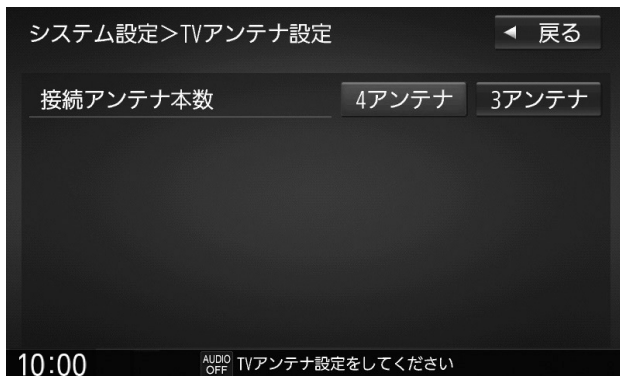 システム設定＞TVアンテナ設定
◀ 戻る
接続アンテナ本数 4アンテナ 3アンテナ
10:00 AUDIO OFF TVアンテナ設定をしてください